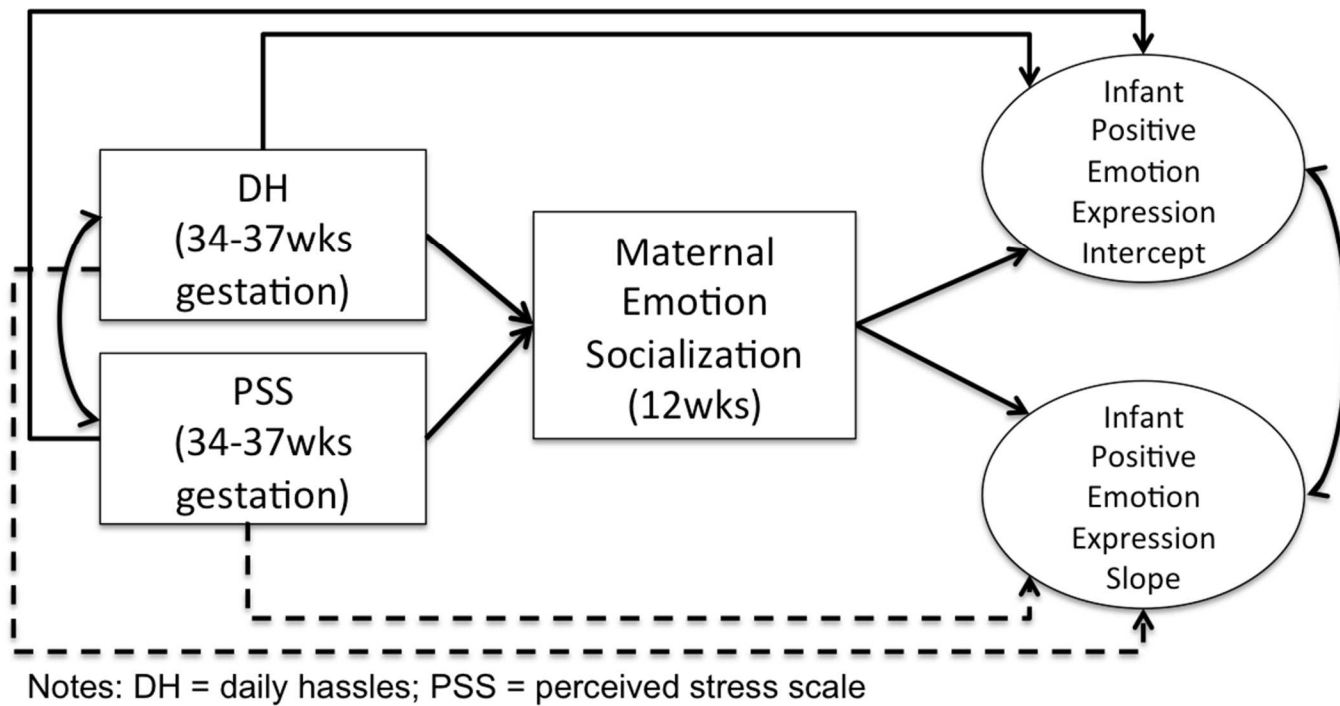 DH
(34-37wks
gestation)
PSS
(34-37wks
gestation)
Maternal
Emotion
Socialization
(12wks)
Infant
Positive
Emotion
Expression
Intercept
Infant
Positive
Emotion
Expression
Slope
Notes: DH = daily hassles; PSS = perceived stress scale